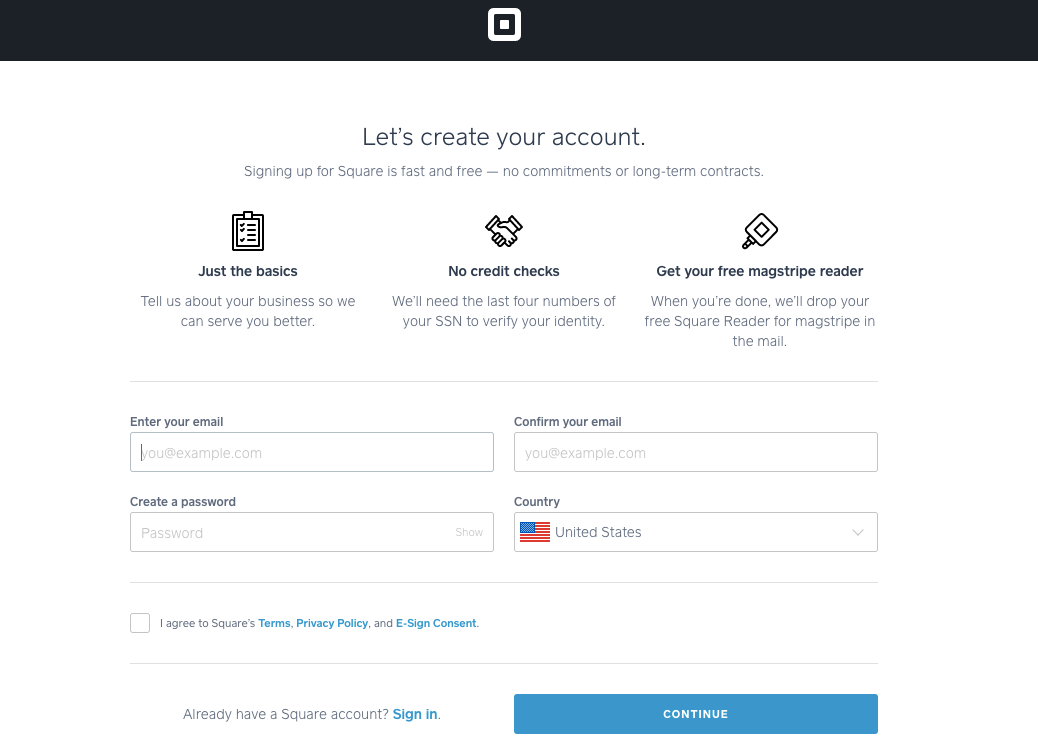 Let’s create your account.
Signing up for Square is fast and free — no commitments or long-term contracts.
Just the basics
Tell us about your business so we
can serve you better.
No credit checks
We’ll need the last four numbers of
your SSN to verify your identity.
Get your free magstripe reader
When you’re done, we’ll drop your
free Square Reader for magstripe in
the mail.
Enter your email
you@example.com
Confirm your email
you@example.com
Create a password
Password Show
Country
United States
I agree to Square’s Terms, Privacy Policy, and E-Sign Consent.
Already have a Square account? Sign in.
CONTINUE